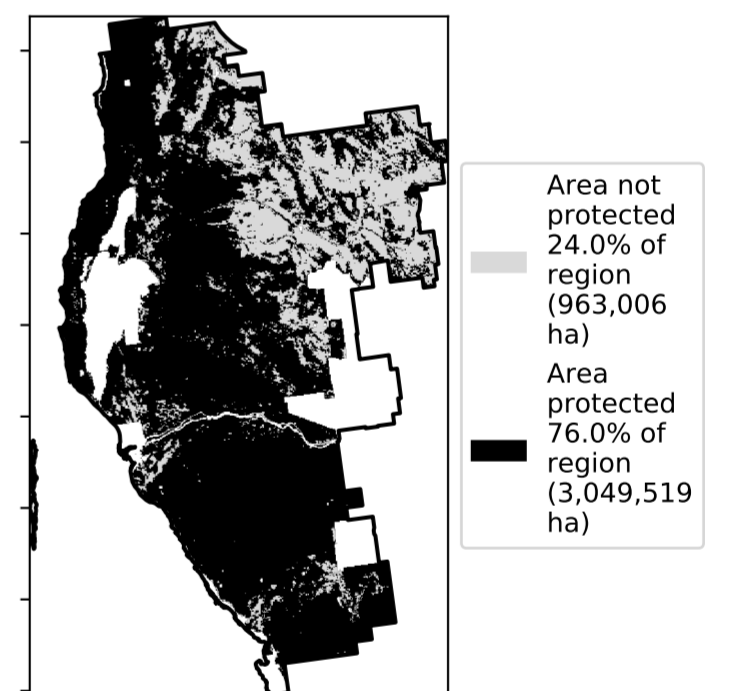 Area not
protected
24.0% of
region
(963,006
ha)
Area
protected
76.0% of
region
(3,049,519
ha)